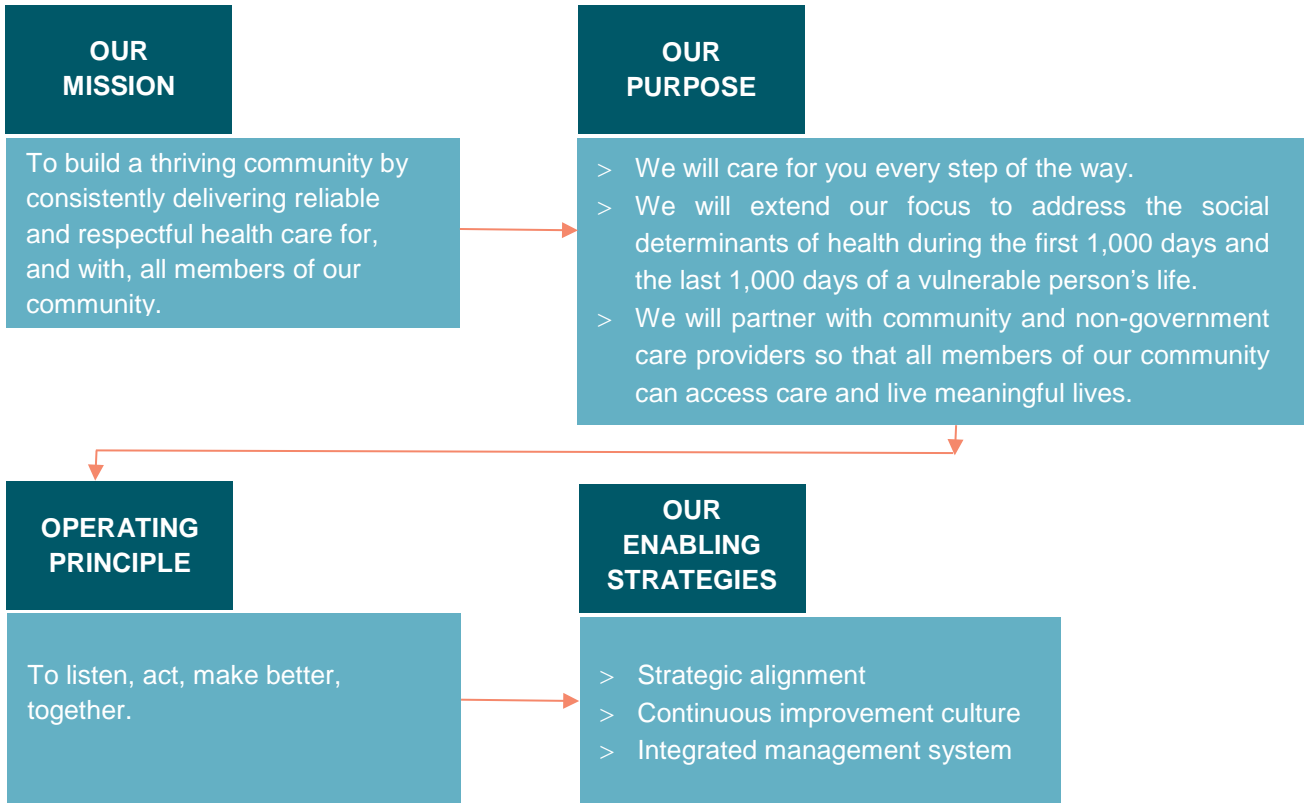 OUR
MISSION
To build a thriving community by
consistently delivering reliable
and respectful health care for,
and with, all members of our
community.
OUR
PURPOSE
> We will care for you every step of the way.
> We will extend our focus to address the social
determinants of health during the first 1,000 days and
the last 1,000 days of a vulnerable person’s life.
> We will partner with community and non-government
care providers so that all members of our community
can access care and live meaningful lives.
OPERATING
PRINCIPLE
To listen, act, make better,
together.
OUR
ENABLING
STRATEGIES
> Strategic alignment
> Continuous improvement culture
> Integrated management system